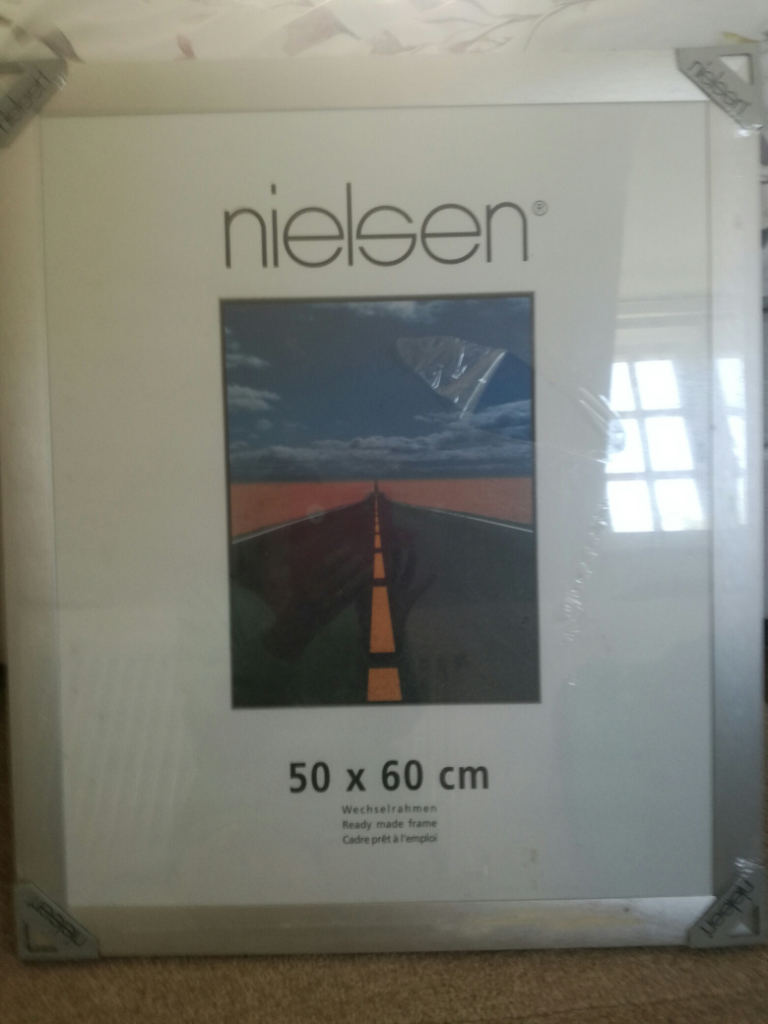 nielsen
nielsen
nielsen®
50 x 60 cm
Wechselrahmen
Ready made frame
Cadre prêt à l'emploi
nielsen
nielsen